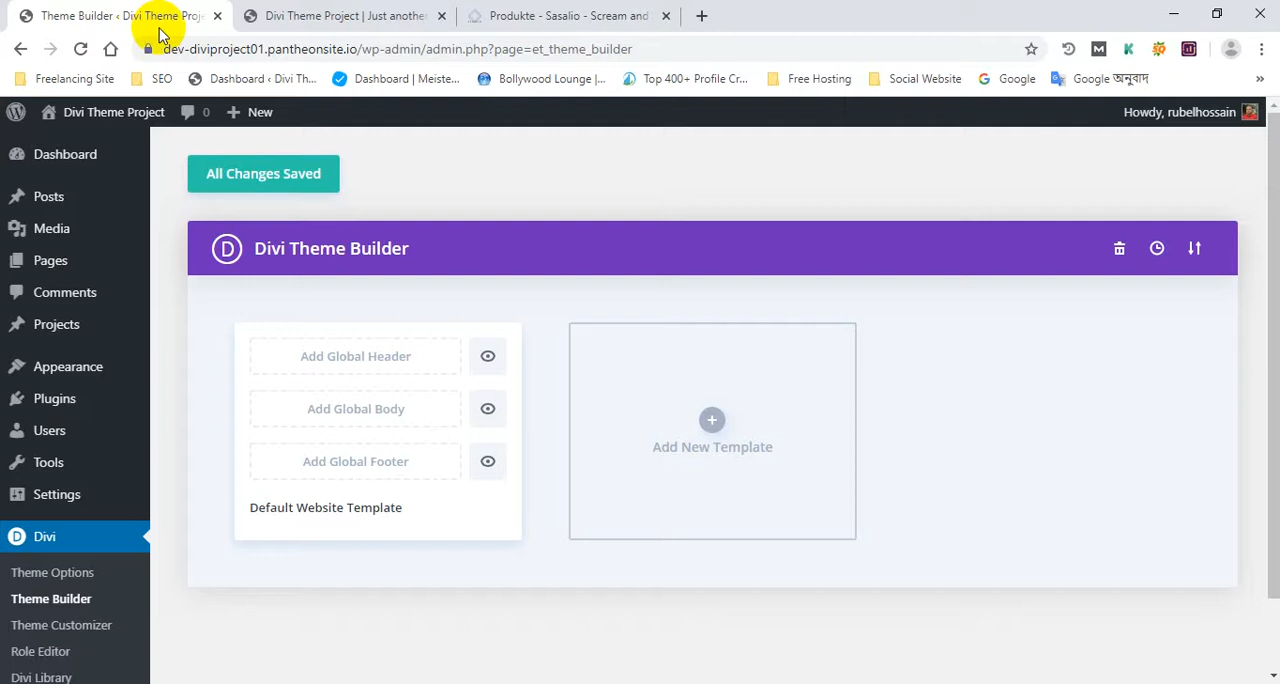 Theme Builder ‹ Divi Theme Proje
Divi Theme Project | Just another
Produkte - Sasalio - Scream and
dev-diviproject01.pantheonsite.io/wp-admin/admin.php?page=et_theme_builder
Freelancing Site
SEO
Dashboard ‹ Divi Th...
Dashboard | Meiste...
Bollywood Lounge |...
Top 400+ Profile Cr...
Free Hosting
Social Website
Google
Google অনুবাদ
»
Divi Theme Project
0
New
Howdy, rubelhossain
Dashboard
Posts
Media
Pages
Comments
Projects
Appearance
Plugins
Users
Tools
Settings
D Divi
Theme Options
Theme Builder
Theme Customizer
Role Editor
Divi Library
All Changes Saved
D Divi Theme Builder
Add Global Header
Add Global Body
Add Global Footer
Default Website Template
Add New Template